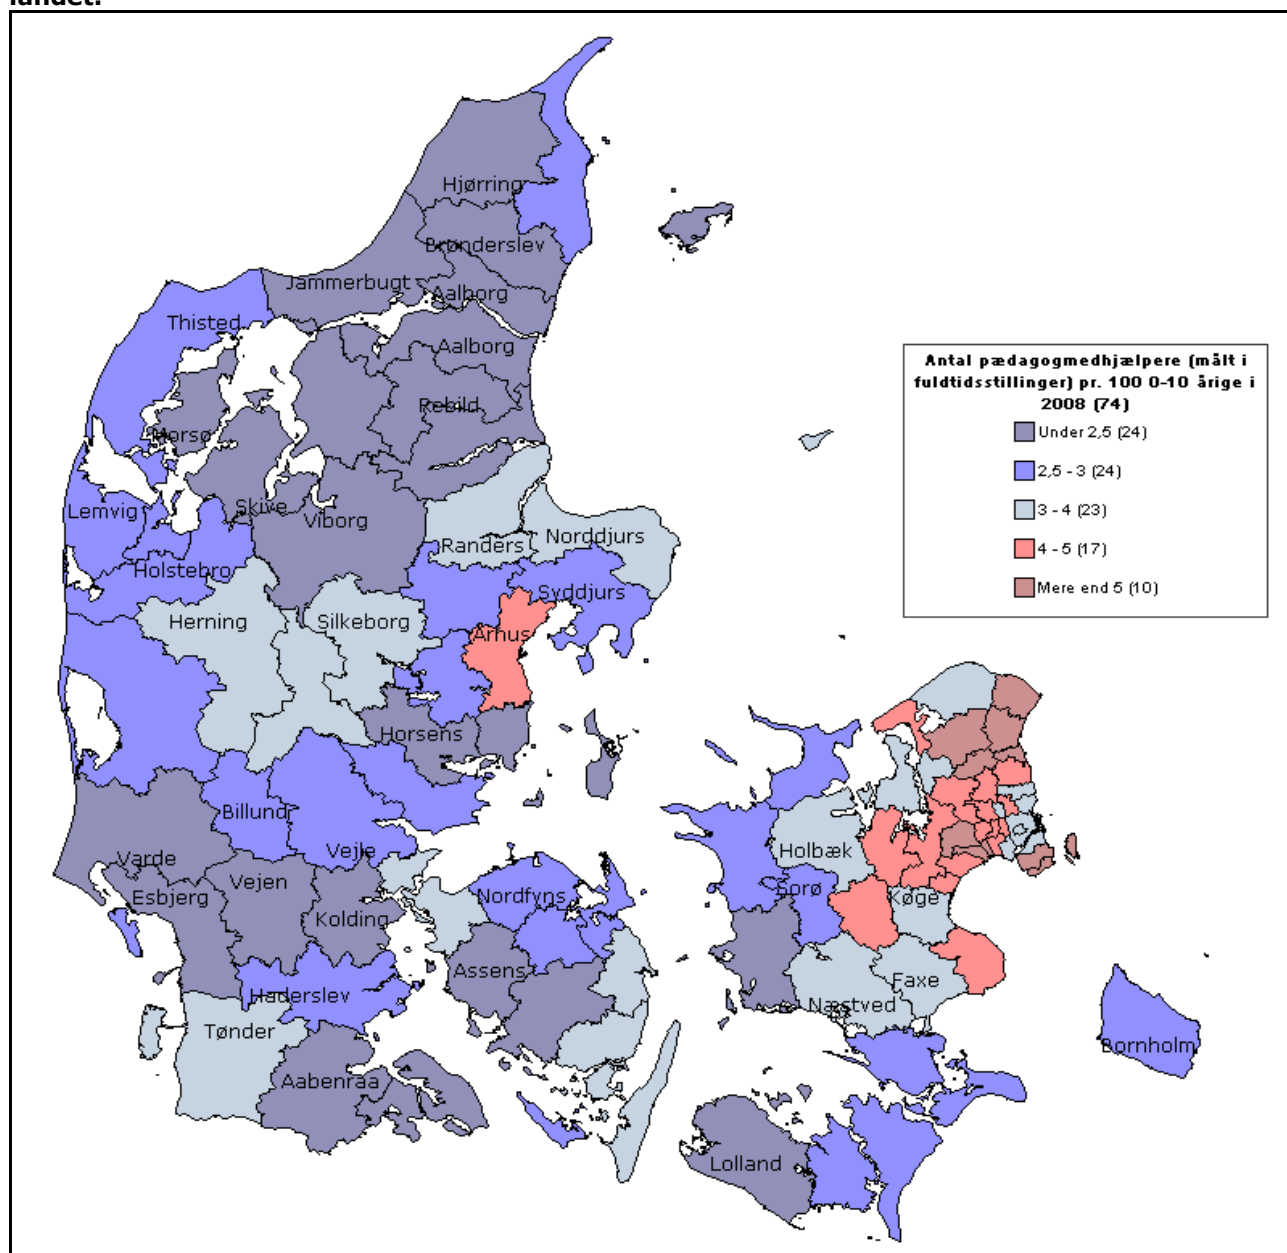 landet.
Hjørring
Brønderslev
Jammerbugt
Aalborg
Thisted
Aalborg
Rebild
Morsø
Lemvig
Skive
Viborg
Randers
Norddjurs
Holstebro
Syddjurs
Herning
Silkeborg
Århus
Horsens
Billund
Vejle
Varde
Vejen
Esbjerg
Kolding
Nordfyns
Assens
Haderslev
Tønder
Aabenraa
Holbæk
Sorø
Køge
Faxe
Næstved
Bornholm
Lolland
Antal pædagogmedhjælpere (målt i
fuldtidsstillinger) pr. 100 0-10 årige i
2008 (74)
Under 2,5 (24)
2,5 - 3 (24)
3 - 4 (23)
4 - 5 (17)
Mere end 5 (10)